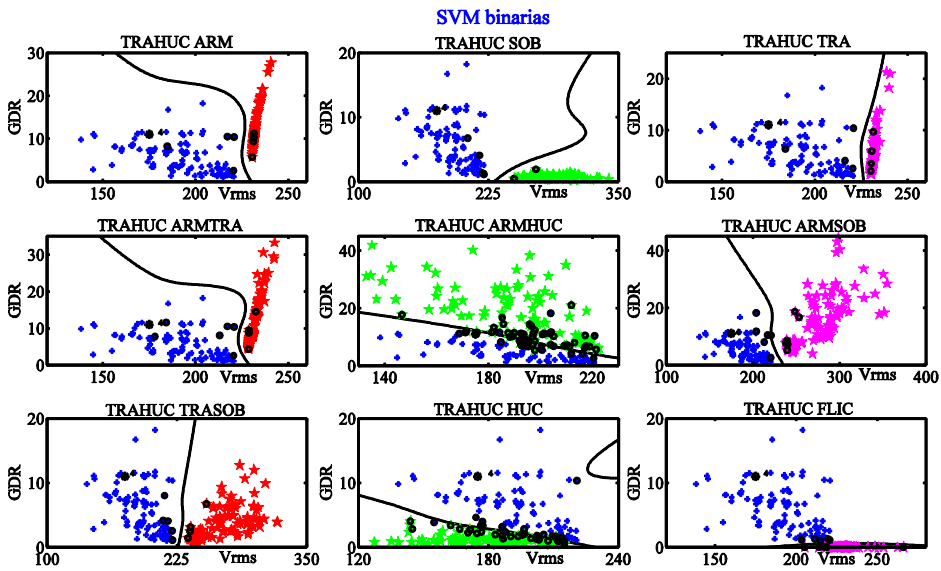 SVM binarias
TRAHUC ARM
TRAHUC SOB
TRAHUC TRA
GDR
30
20
10
0
150
200
250
Vrms
GDR
20
10
0
100
225
350
Vrms
GDR
20
10
0
150
200
250
Vrms
TRAHUC ARMTRA
TRAHUC ARMHUC
TRAHUC ARMSOB
GDR
30
20
10
0
150
200
250
Vrms
GDR
40
20
0
140
180
220
Vrms
GDR
40
20
0
100
200
300
400
Vrms
TRAHUC TRASOB
TRAHUC HUC
TRAHUC FLIC
GDR
20
10
0
100
225
350
Vrms
GDR
20
10
0
120
180
240
Vrms
GDR
20
10
0
150
200
250
Vrms